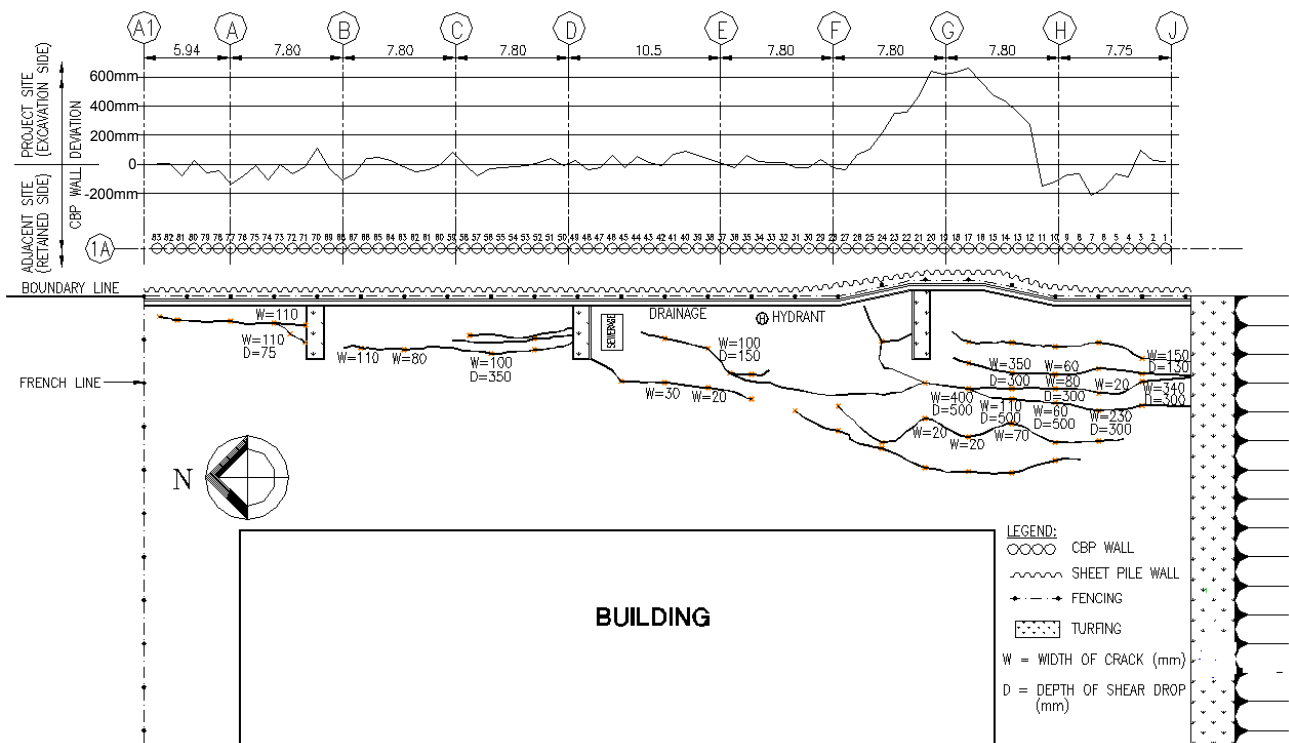 A1 A B C D E F G H J
5.94 7.80 7.80 7.80 10.5 7.80 7.80 7.80 7.75
PROJECT SITE
(EXCAVATION SIDE)
ADJACENT SITE
(RETAINED SIDE)
CBP WALL DEVIATION
600mm
400mm
200mm
0
-200mm
1A
BOUNDARY LINE
DRAINAGE
HYDRANT
H
SEWERAGE
FRENCH LINE
W=110
W=110
D=75
W=110
W=80
W=100
D=350
W=100
D=150
W=30
W=20
W=350
D=300
W=60
W=80
D=300
W=20
W=150
D=130
W=340
D=300
W=400
D=500
W=110
D=500
W=60
D=500
W=230
D=300
W=20
W=20
W=70
N
BUILDING
LEGEND:
CBP WALL
SHEET PILE WALL
FENCING
TURFING
W = WIDTH OF CRACK (mm)
D = DEPTH OF SHEAR DROP
(mm)